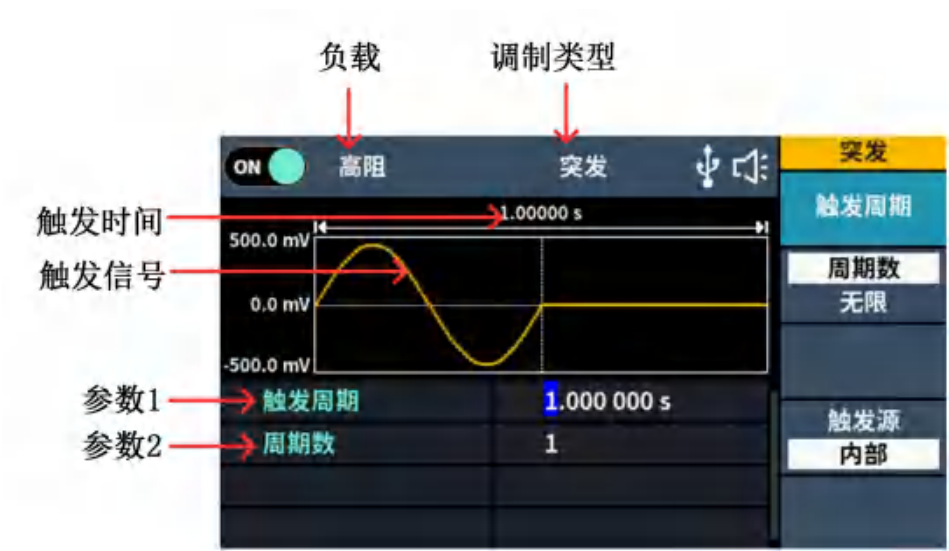 负载
调制类型
ON
高阻
突发
突发
触发时间
1.00000 s
触发周期
500.0 mV
触发信号
周期数
0.0 mV
无限
-500.0 mV
参数1
触发周期
1.000 000 s
触发源
参数2
周期数
1
内部